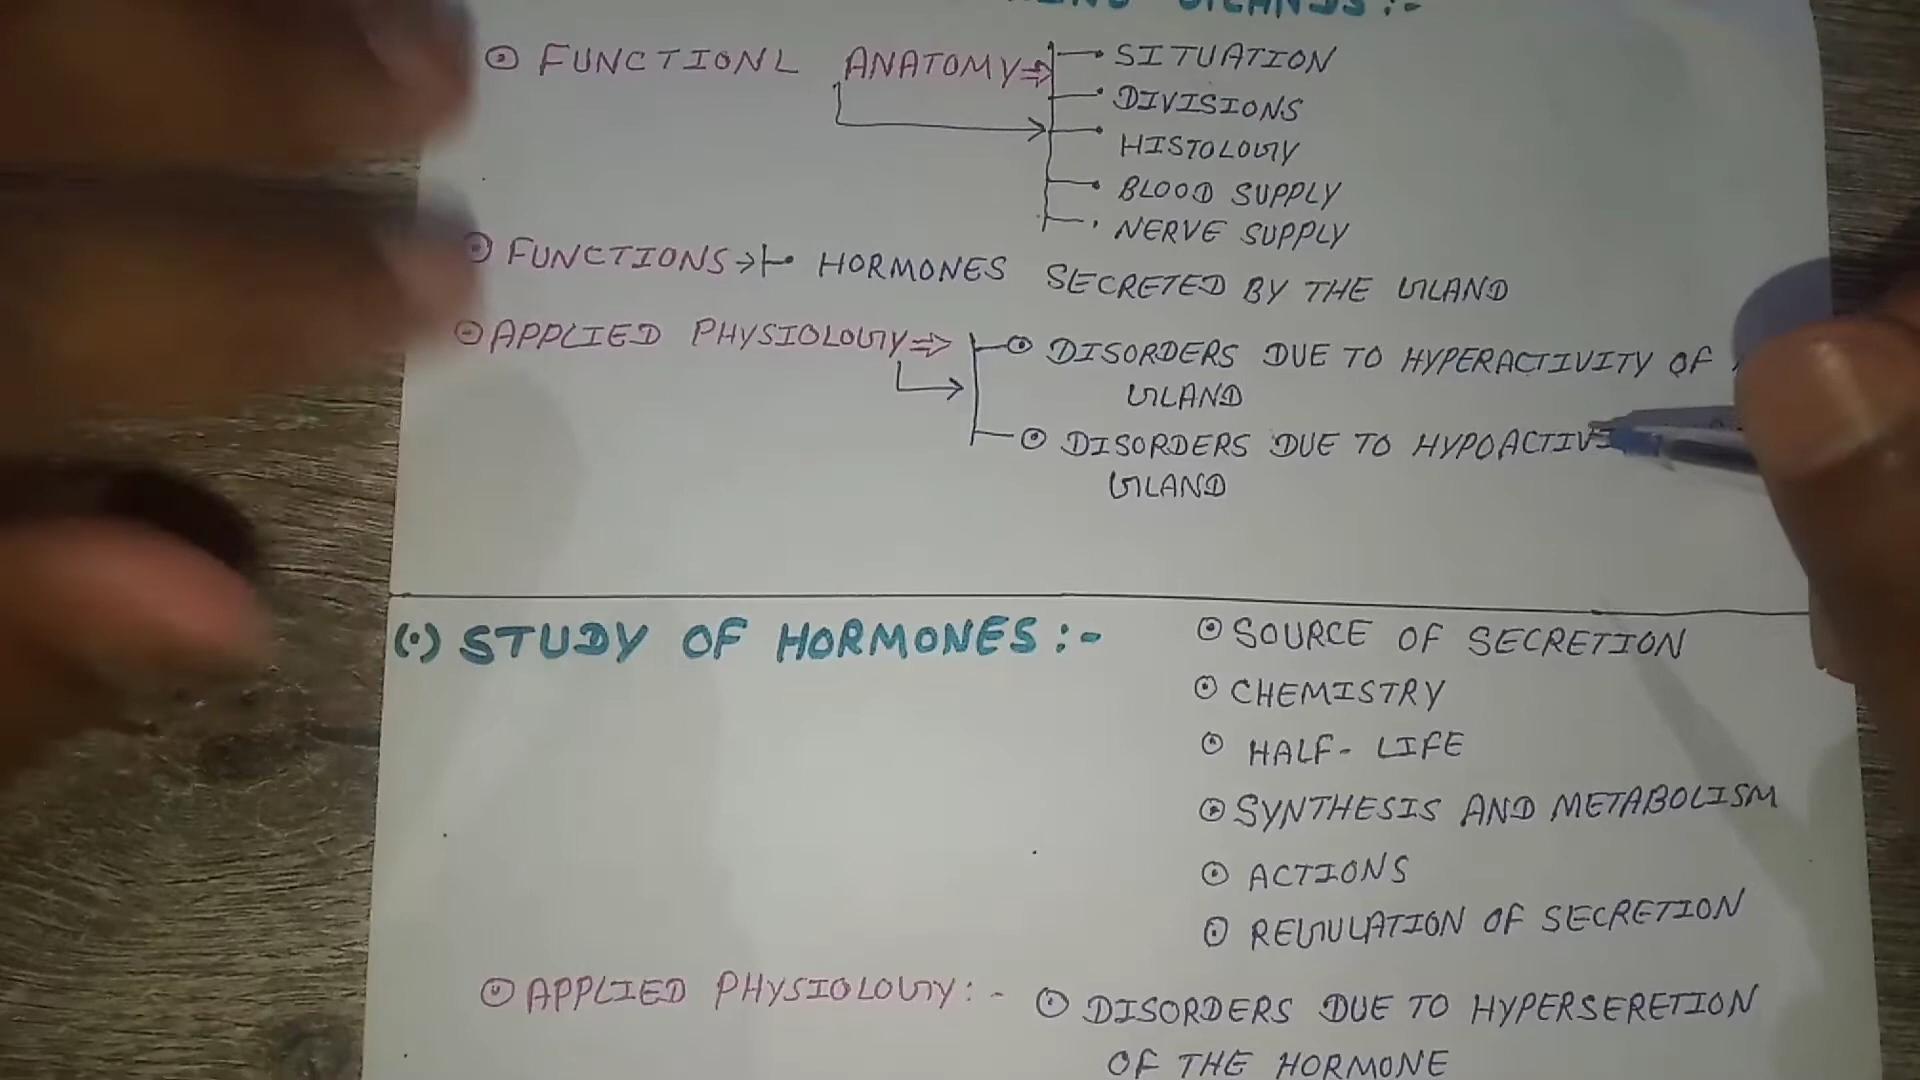 GLANDS:-
⊙ FUNCTIONL ANATOMY ⇒ SITUATION
DIVISIONS
HISTOLOGY
BLOOD SUPPLY
NERVE SUPPLY
⊙ FUNCTIONS → HORMONES SECRETED BY THE GLAND
⊙ APPLIED PHYSIOLOGY ⇒ ⊙ DISORDERS DUE TO HYPERACTIVITY OF
GLAND
⊙ DISORDERS DUE TO
GLAND
(•) STUDY OF HORMONES:-
⊙ SOURCE OF SECRETION
⊙ CHEMISTRY
⊙ HALF-LIFE
⊙ SYNTHESIS AND METABOLISM
⊙ ACTIONS
⊙ REGULATION OF SECRETION
⊙ APPLIED PHYSIOLOGY:- ⊙ DISORDERS DUE TO HYPERSERETION
OF THE HORMONE